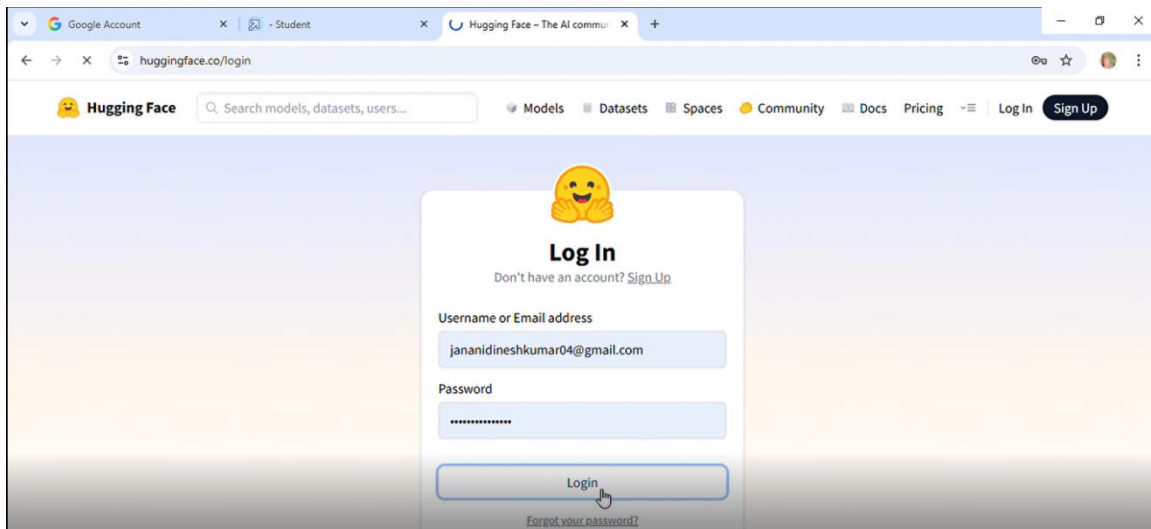 Google Account
- Student
Hugging Face – The AI commu
huggingface.co/login
Hugging Face Search models, datasets, users... Models Datasets Spaces Community Docs Pricing Log In Sign Up
Log In
Don't have an account? Sign Up
Username or Email address
jananidineshkumar04@gmail.com
Password
•••••••••••••••
Login
Forgot your password?